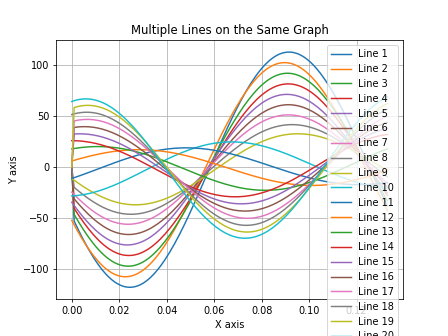 Multiple Lines on the Same Graph
Y axis
100
50
0
−50
−100
0.00
0.02
0.04
0.06
0.08
0.10
X axis
Line 1
Line 2
Line 3
Line 4
Line 5
Line 6
Line 7
Line 8
Line 9
Line 10
Line 11
Line 12
Line 13
Line 14
Line 15
Line 16
Line 17
Line 18
Line 19
Line 20